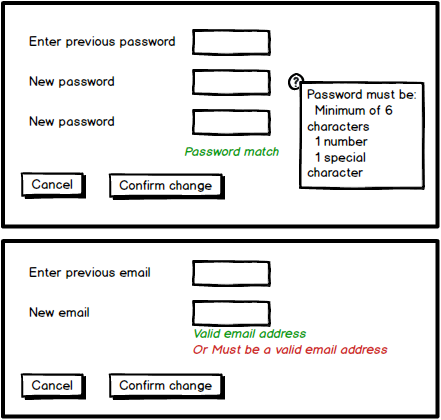 Enter previous password
New password
?
Password must be:
Minimum of 6
characters
1 number
1 special
character
New password
Password match
Cancel
Confirm change
Enter previous email
New email
Valid email address
Or Must be a valid email address
Cancel
Confirm change